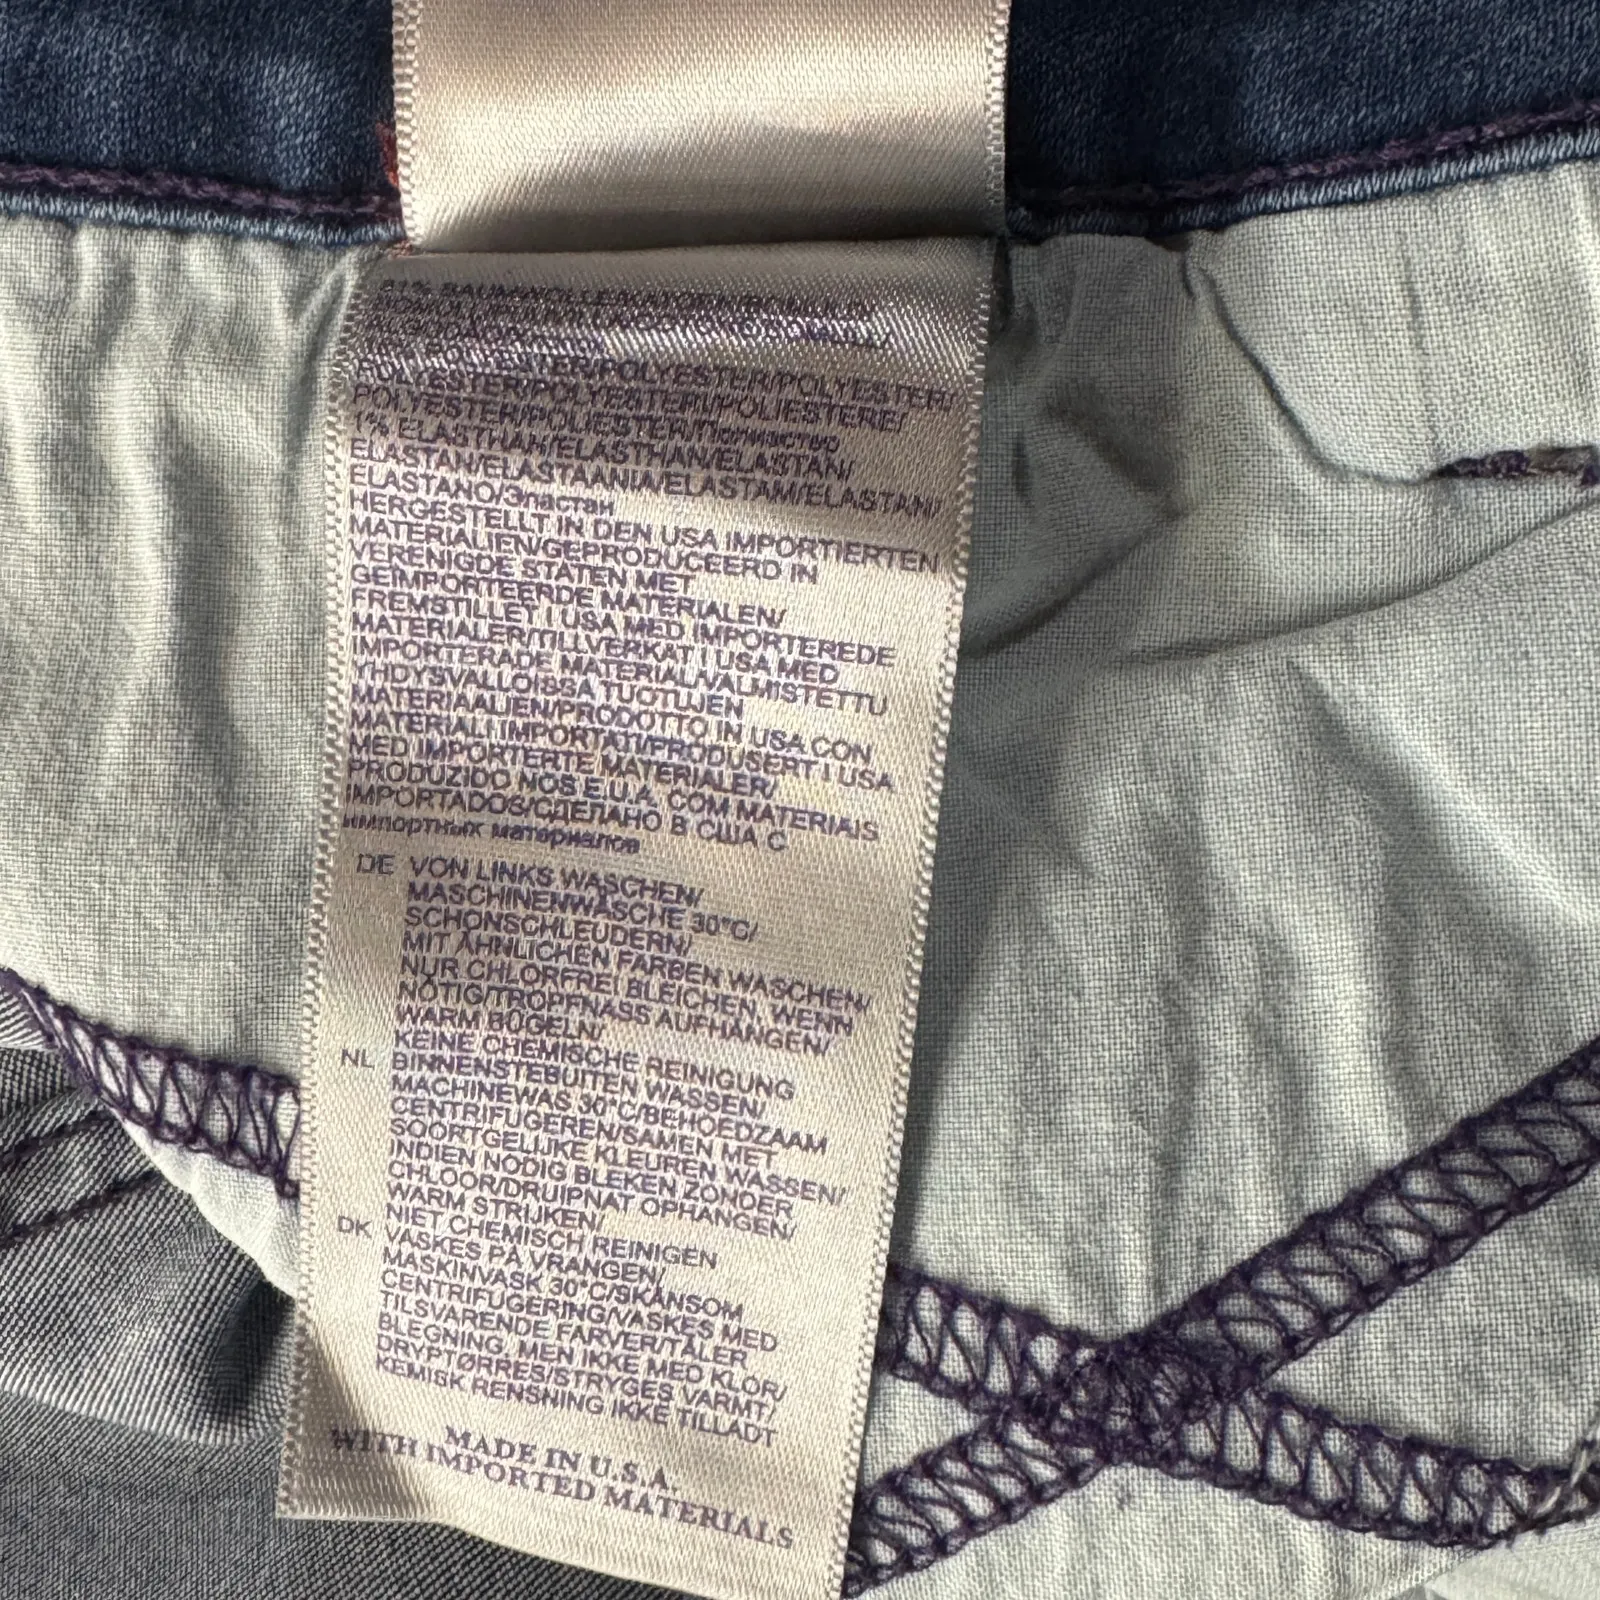 POLYESTER/POLYESTER/POLYESTER/
POLYESTER/POLYESTERI/POLIESTERE/
POLYESTER/POLIESTER/Полиэстер
1% ELASTHAN/ELASTHAN/ELASTAN/
ELASTAN/ELASTAANIA/ELASTAM/ELASTAN/
ELASTANO/Эластан
HERGESTELLT IN DEN USA IMPORTIERTEN
MATERIALIEN/GEPRODUCEERD IN
VERENIGDE STATEN MET
GEÏMPORTEERDE MATERIALEN/
FREMSTILLET I USA MED IMPORTEREDE
MATERIALER/TILLVERKAT I USA MED
IMPORTERADE MATERIAL/VALMISTETTU
YHDYSVALLOISSA TUOTUJEN
MATERIAALIEN/PRODOTTO IN USA CON
MATERIALI IMPORTATI/PRODUSERT I USA
MED IMPORTERTE MATERIALER/
PRODUZIDO NOS E.U.A. COM MATERIAIS
IMPORTADOS/СДЕЛАНО В США С
импортных материалов
DE VON LINKS WASCHEN/
MASCHINENWÄSCHE 30°C/
SCHONSCHLEUDERN/
MIT ÄHNLICHEN FARBEN WASCHEN/
NUR CHLORFREI BLEICHEN, WENN
NÖTIG/TROPFNASS AUFHÄNGEN/
WARM BÜGELN/
KEINE CHEMISCHE REINIGUNG
NL BINNENSTEBUITEN WASSEN/
MACHINEWAS 30°C/BEHOEDZAAM
CENTRIFUGEREN/SAMEN MET
SOORTGELIJKE KLEUREN WASSEN/
INDIEN NODIG BLEKEN ZONDER
CHLOOR/DRUIPNAT OPHANGEN/
WARM STRIJKEN/
NIET CHEMISCH REINIGEN
DK VASKES PÅ VRANGEN/
MASKINVASK 30°C/SKÅNSOM
CENTRIFUGERING/VASKES MED
TILSVARENDE FARVER/TÅLER
BLEGNING, MEN IKKE MED KLOR/
DRYPTØRRES/STRYGES VARMT/
KEMISK RENSNING IKKE TILLADT
MADE IN U.S.A.
WITH IMPORTED MATERIALS